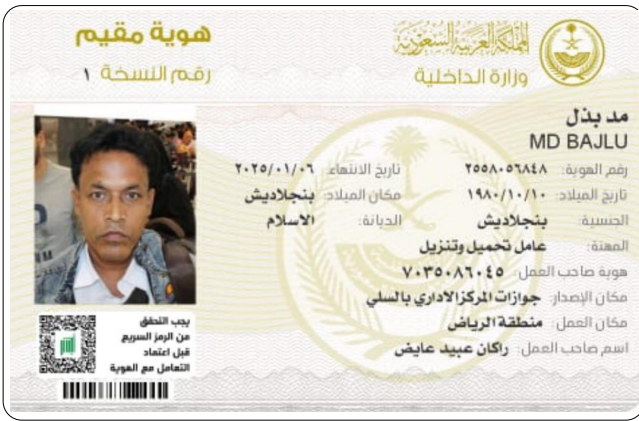 المملكة العربية السعودية
وزارة الداخلية
هوية مقيم
رقم النسخة ١
مد بذل
MD BAJLU
رقم الهوية: ٢٥٥٨٠٥٦٨٤٨ تاريخ الانتهاء: ٢٠٢٥/٠١/٠٦
تاريخ الميلاد: ١٩٨٠/١٠/١٠ مكان الميلاد: بنجلاديش
الجنسية: بنجلاديش الديانة: الاسلام
المهنة: عامل تحميل وتنزيل
هوية صاحب العمل: ٧٠٣٥٠٨٦٠٤٥
مكان الإصدار: جوازات المركز الاداري بالسلي
مكان العمل: منطقة الرياض
اسم صاحب العمل: راكان عبيد عايض
يجب التحقق
من الرمز السريع
قبل اعتماد
التعامل مع الهوية